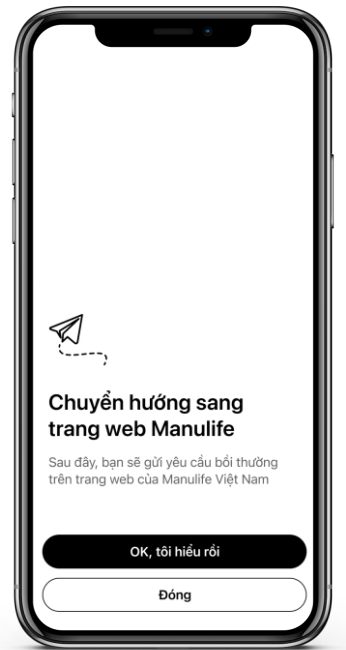 Chuyển hướng sang
trang web Manulife
Sau đây, bạn sẽ gửi yêu cầu bồi thường
trên trang web của Manulife Việt Nam
OK, tôi hiểu rồi
Đóng